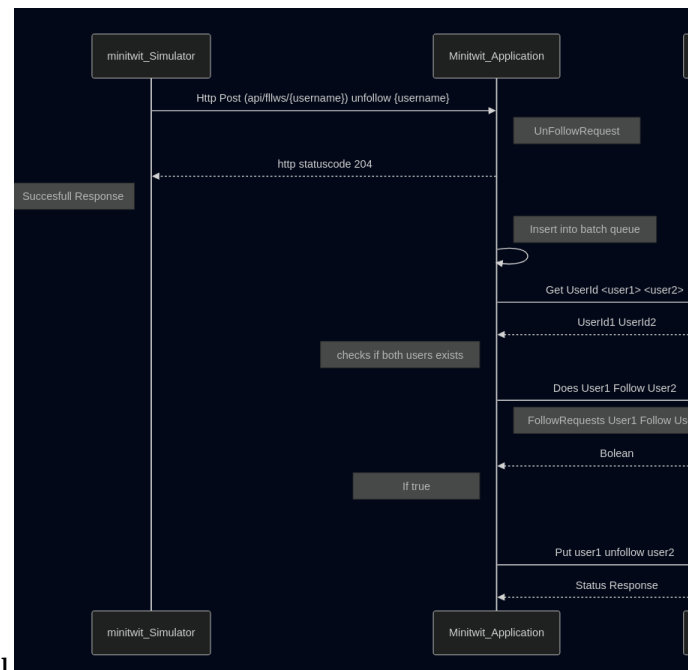 minitwit_Simulator
Minitwit_Application
Http Post (api/fllws/{username}) unfollow {username}
UnFollowRequest
http statuscode 204
Succesfull Response
Insert into batch queue
Get UserId <user1> <user2>
UserId1 UserId2
checks if both users exists
Does User1 Follow User2
FollowRequests User1 Follow Us
Bolean
If true
Put user1 unfollow user2
Status Response
minitwit_Simulator
Minitwit_Application